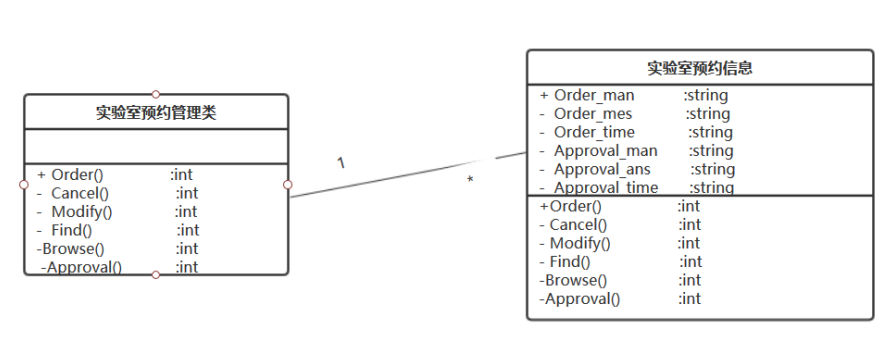 实验室预约管理类
+ Order() :int
- Cancel() :int
- Modify() :int
- Find() :int
-Browse() :int
-Approval() :int
1
*
实验室预约信息
+ Order_man :string
- Order_mes :string
- Order_time :string
- Approval_man :string
- Approval_ans :string
- Approval_time :string
+Order() :int
- Cancel() :int
- Modify() :int
- Find() :int
-Browse() :int
-Approval() :int